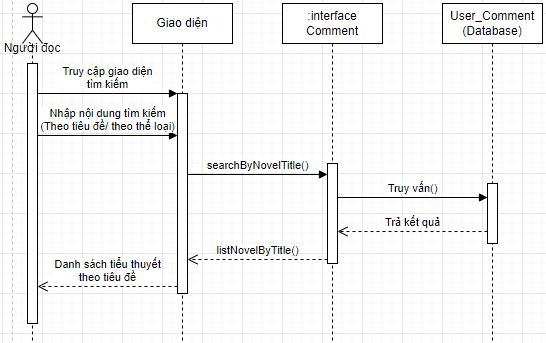 Người đọc
Giao diện
:interface
Comment
User_Comment
(Database)
Truy cập giao diện
tìm kiếm
Nhập nội dung tìm kiếm
(Theo tiêu đề/ theo thể loại)
searchByNovelTitle()
Truy vấn()
Trả kết quả
listNovelByTitle()
Danh sách tiểu thuyết
theo tiêu đề